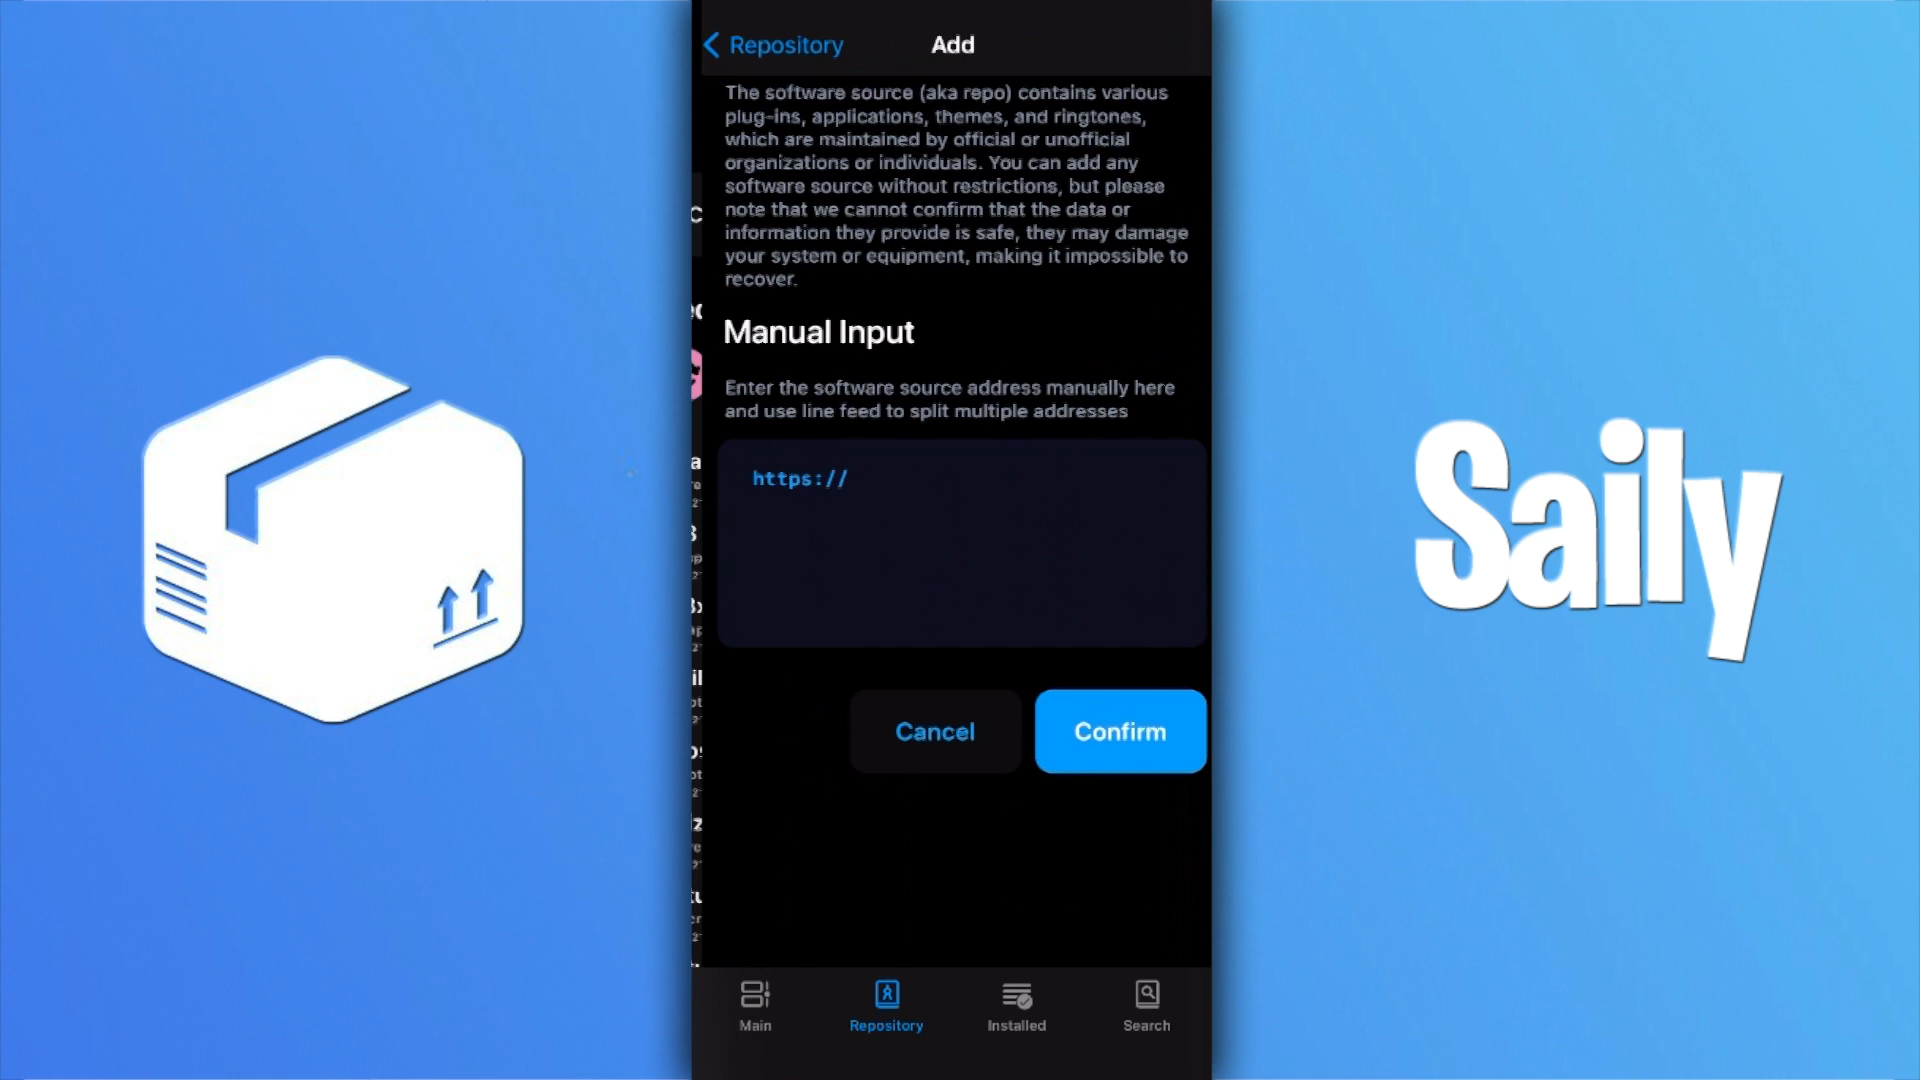 Repository
Add
The software source (aka repo) contains various
plug-ins, applications, themes, and ringtones,
which are maintained by official or unofficial
organizations or individuals. You can add any
software source without restrictions, but please
note that we cannot confirm that the data or
information they provide is safe, they may damage
your system or equipment, making it impossible to
recover.
Manual Input
Enter the software source address manually here
and use line feed to split multiple addresses
https://
Cancel
Confirm
Main
Repository
Installed
Search
Saily